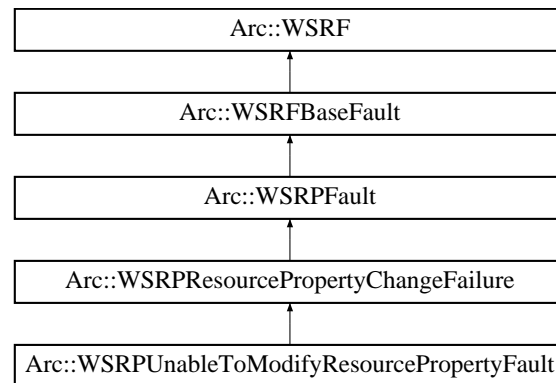 Arc::WSRF
Arc::WSRFBaseFault
Arc::WSRPFault
Arc::WSRPResourcePropertyChangeFailure
Arc::WSRPUnableToModifyResourcePropertyFault